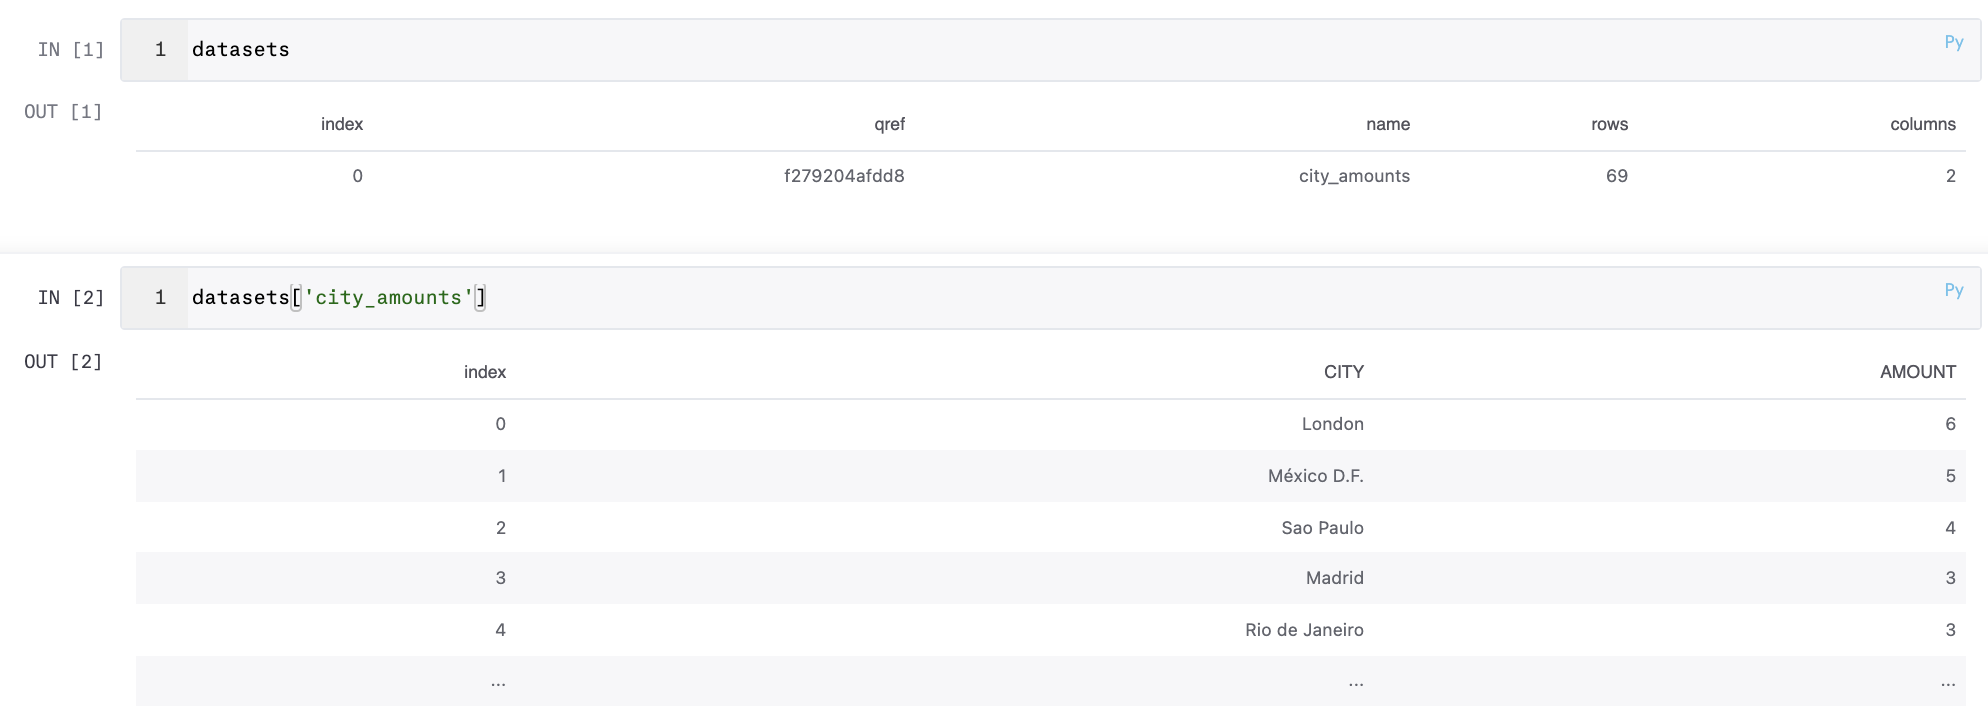 IN [1] 1 datasets Py
OUT [1]
index qref name rows columns
0 f279204afdd8 city_amounts 69 2
IN [2] 1 datasets['city_amounts'] Py
OUT [2]
index CITY AMOUNT
0 London 6
1 México D.F. 5
2 Sao Paulo 4
3 Madrid 3
4 Rio de Janeiro 3
... ... ...